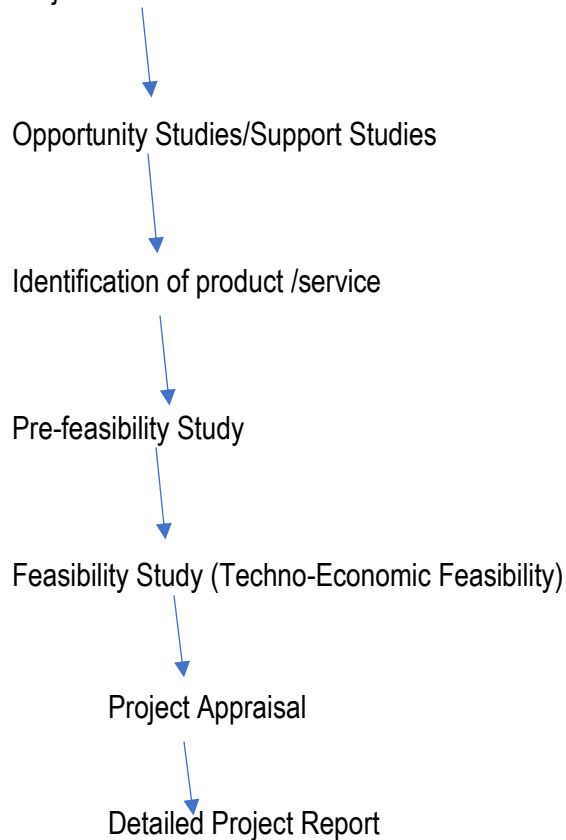 Opportunity Studies/Support Studies
Identification of product /service
Pre-feasibility Study
Feasibility Study (Techno-Economic Feasibility)
Project Appraisal
Detailed Project Report